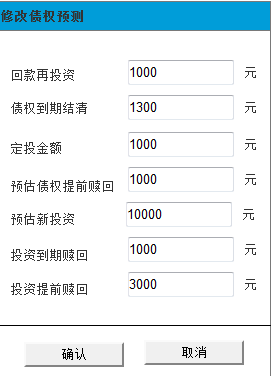 修改债权预测
回款再投资 1000 元
债权到期结清 1300 元
定投金额 1000 元
预估债权提前赎回 1000 元
预估新投资 10000 元
投资到期赎回 1000 元
投资提前赎回 3000 元
确认 取消